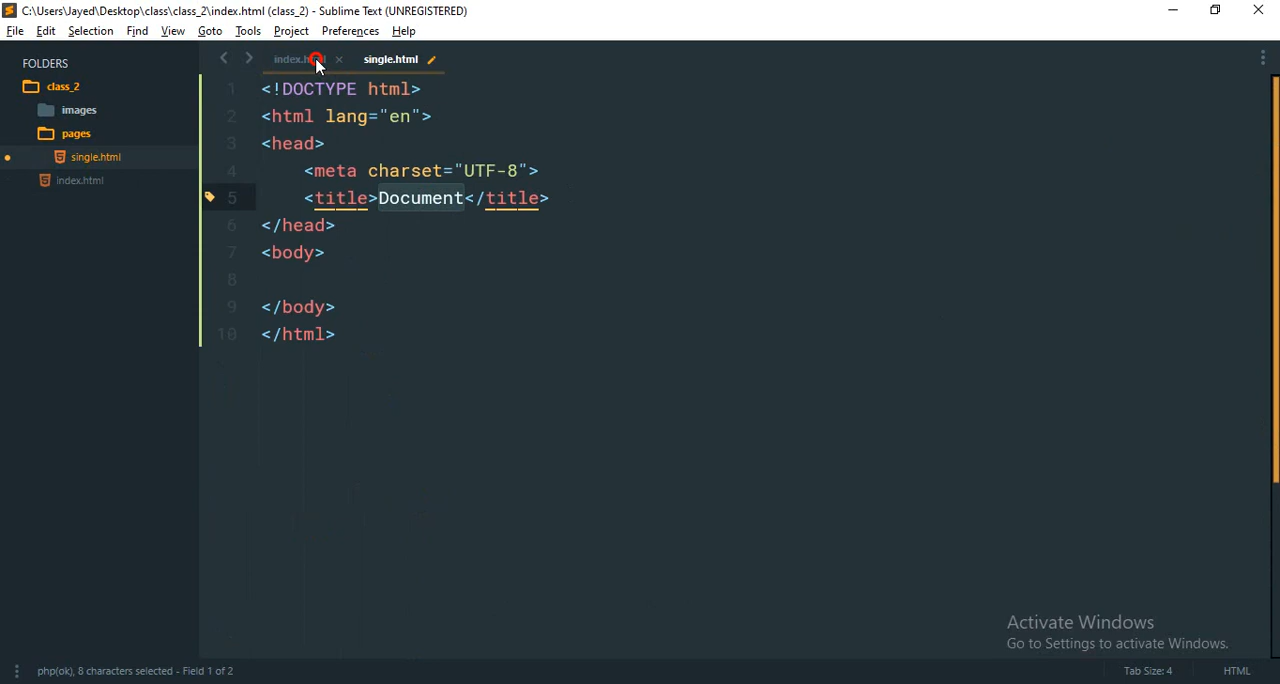 C:\Users\Jayed\Desktop\class\class_2\index.html (class_2) - Sublime Text (UNREGISTERED)
File Edit Selection Find View Goto Tools Project Preferences Help
FOLDERS
class_2
images
pages
single.html
index.html
single.html
1 <!DOCTYPE html>
2 <html lang="en">
3 <head>
4 <meta charset="UTF-8">
5 <title>Document</title>
6 </head>
7 <body>
8
9 </body>
10 </html>
Activate Windows
Go to Settings to activate Windows.
php(ok), 8 characters selected - Field 1 of 2
Tab Size: 4
HTML